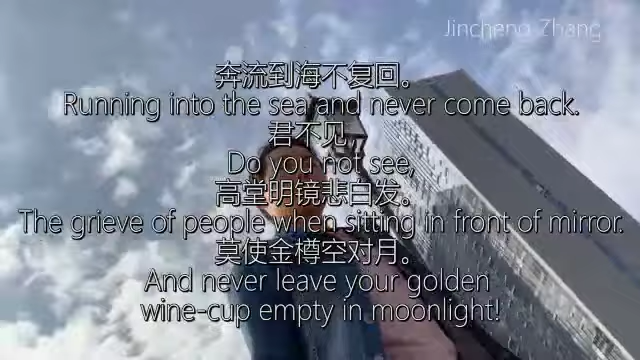 Jincheng Zhang
奔流到海不复回。
Running into the sea and never come back.
君不见，
Do you not see,
高堂明镜悲白发。
The grieve of people when sitting in front of mirror.
莫使金樽空对月。
And never leave your golden
wine-cup empty in moonlight!